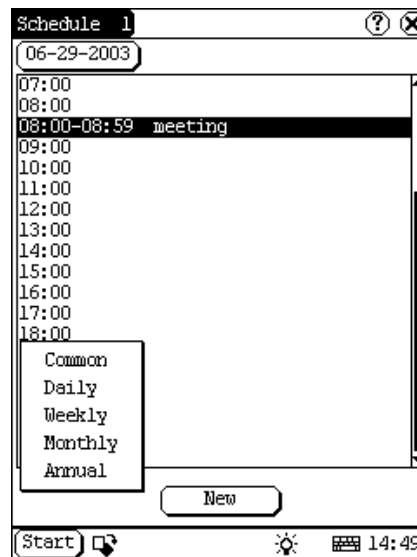 Schedule 1
06-29-2003
07:00
08:00
08:00-08:59 meeting
09:00
10:00
11:00
12:00
13:00
14:00
15:00
16:00
17:00
18:00
Common
Daily
Weekly
Monthly
Annual
New
Start 14:49